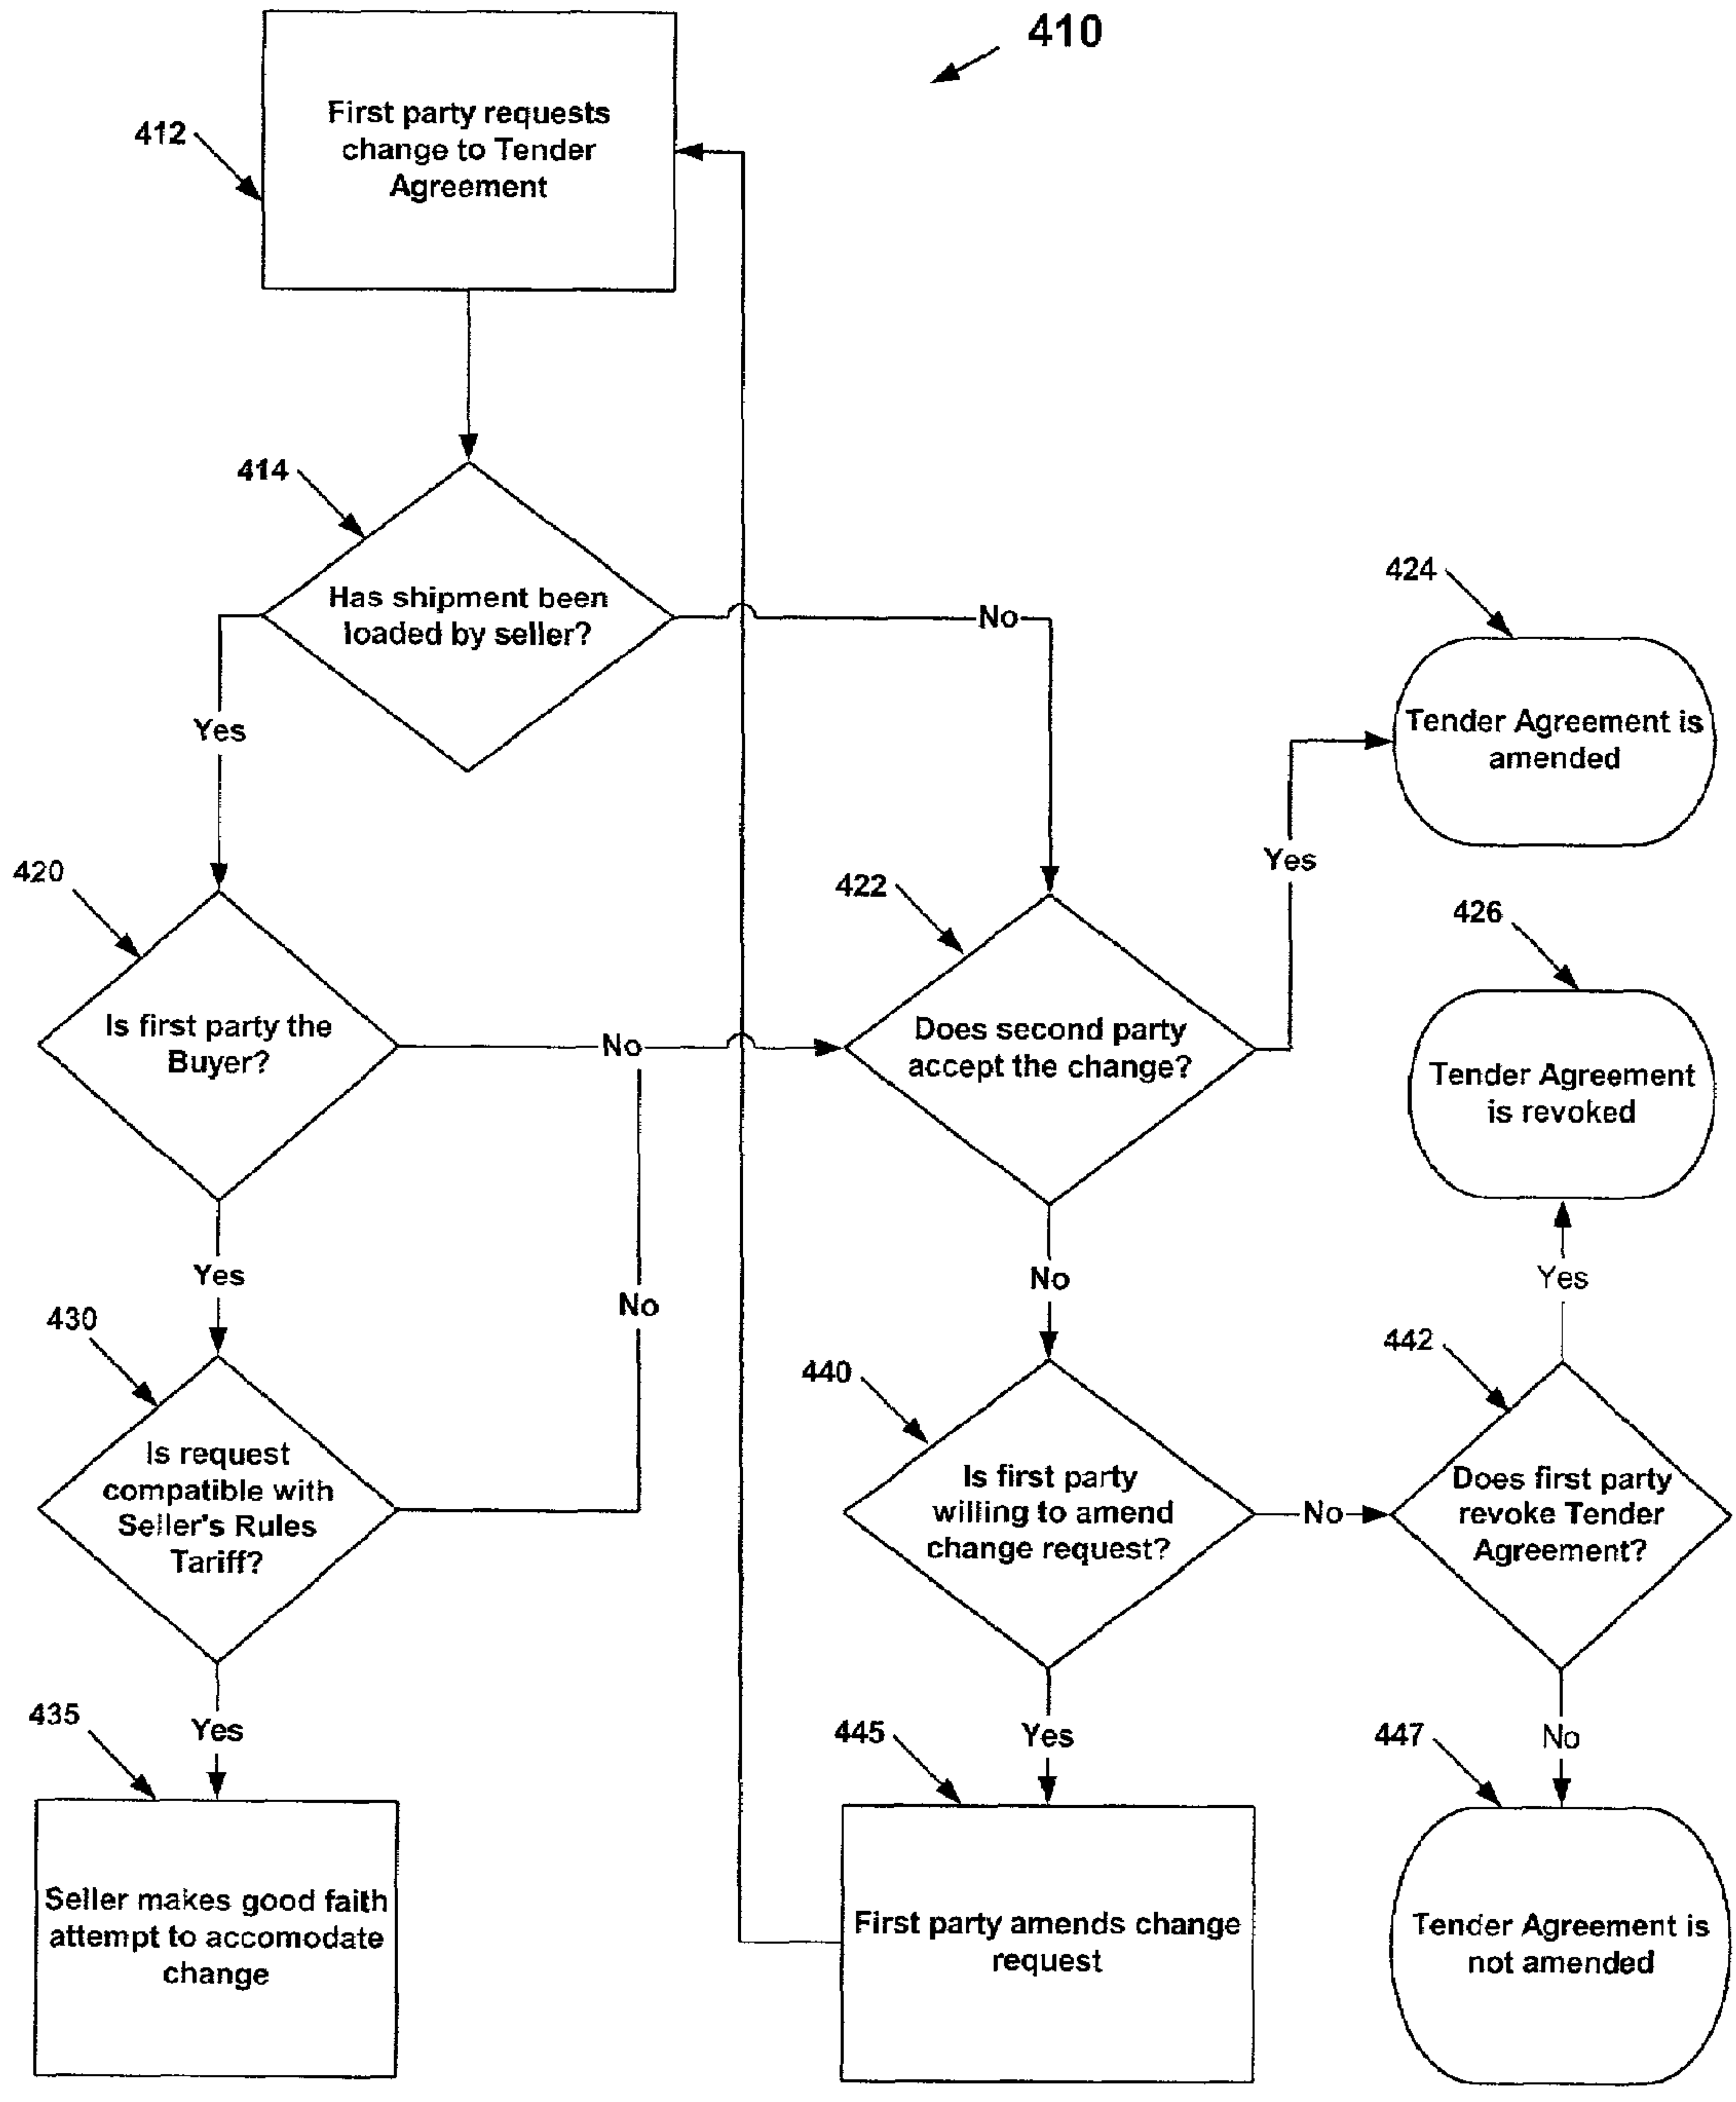 410
412
First party requests
change to Tender
Agreement
414
Has shipment been
loaded by seller?
No
Yes
424
Tender Agreement is
amended
Yes
420
Is first party the
Buyer?
No
422
Does second party
accept the change?
426
Tender Agreement
is revoked
Yes
Yes
No
No
430
Is request
compatible with
Seller's Rules
Tariff?
440
Is first party
willing to amend
change request?
No
442
Does first party
revoke Tender
Agreement?
Yes
Yes
No
435
Seller makes good faith
attempt to accomodate
change
445
First party amends change
request
447
Tender Agreement is
not amended